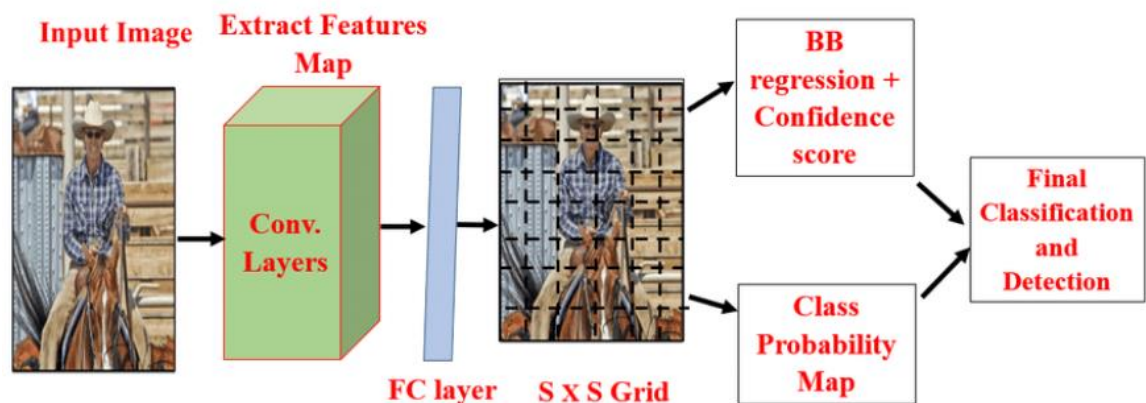 Input Image
Extract Features
Map
Conv.
Layers
FC layer
S X S Grid
BB
regression +
Confidence
score
Class
Probability
Map
Final
Classification
and
Detection